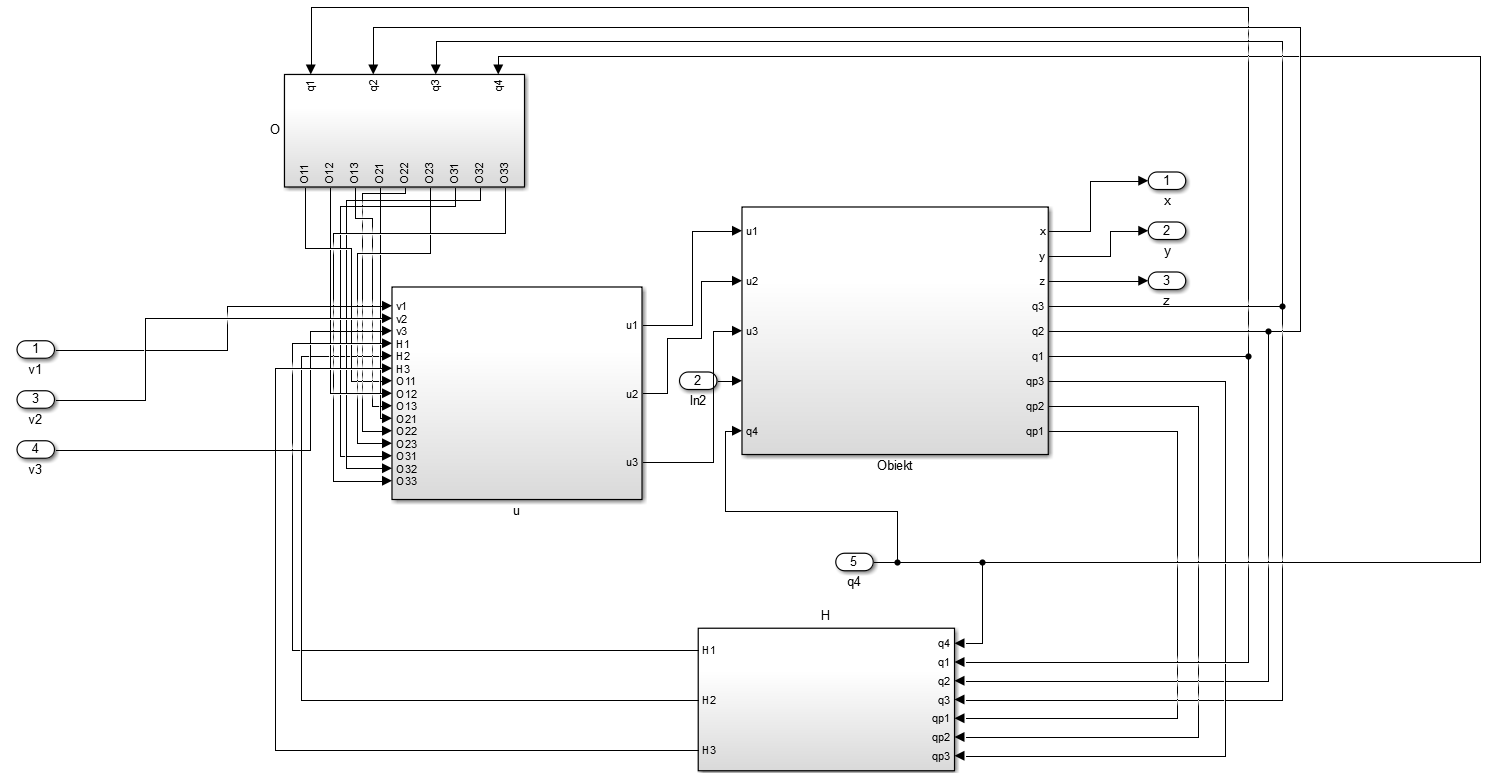 q1 q2 q3 q4
O
O11 O12 O13 O21 O22 O23 O31 O32 O33
1
v1
3
v2
4
v3
v1
v2
v3
H1
H2
H3
O11
O12
O13
O21
O22
O23
O31
O32
O33
u1
u2
u3
u
2
In2
u1
u2
u3
q4
x
y
z
q3
q2
q1
qp3
qp2
qp1
Obiekt
1
x
2
y
3
z
5
q4
H
H1
H2
H3
q4
q1
q2
q3
qp1
qp2
qp3